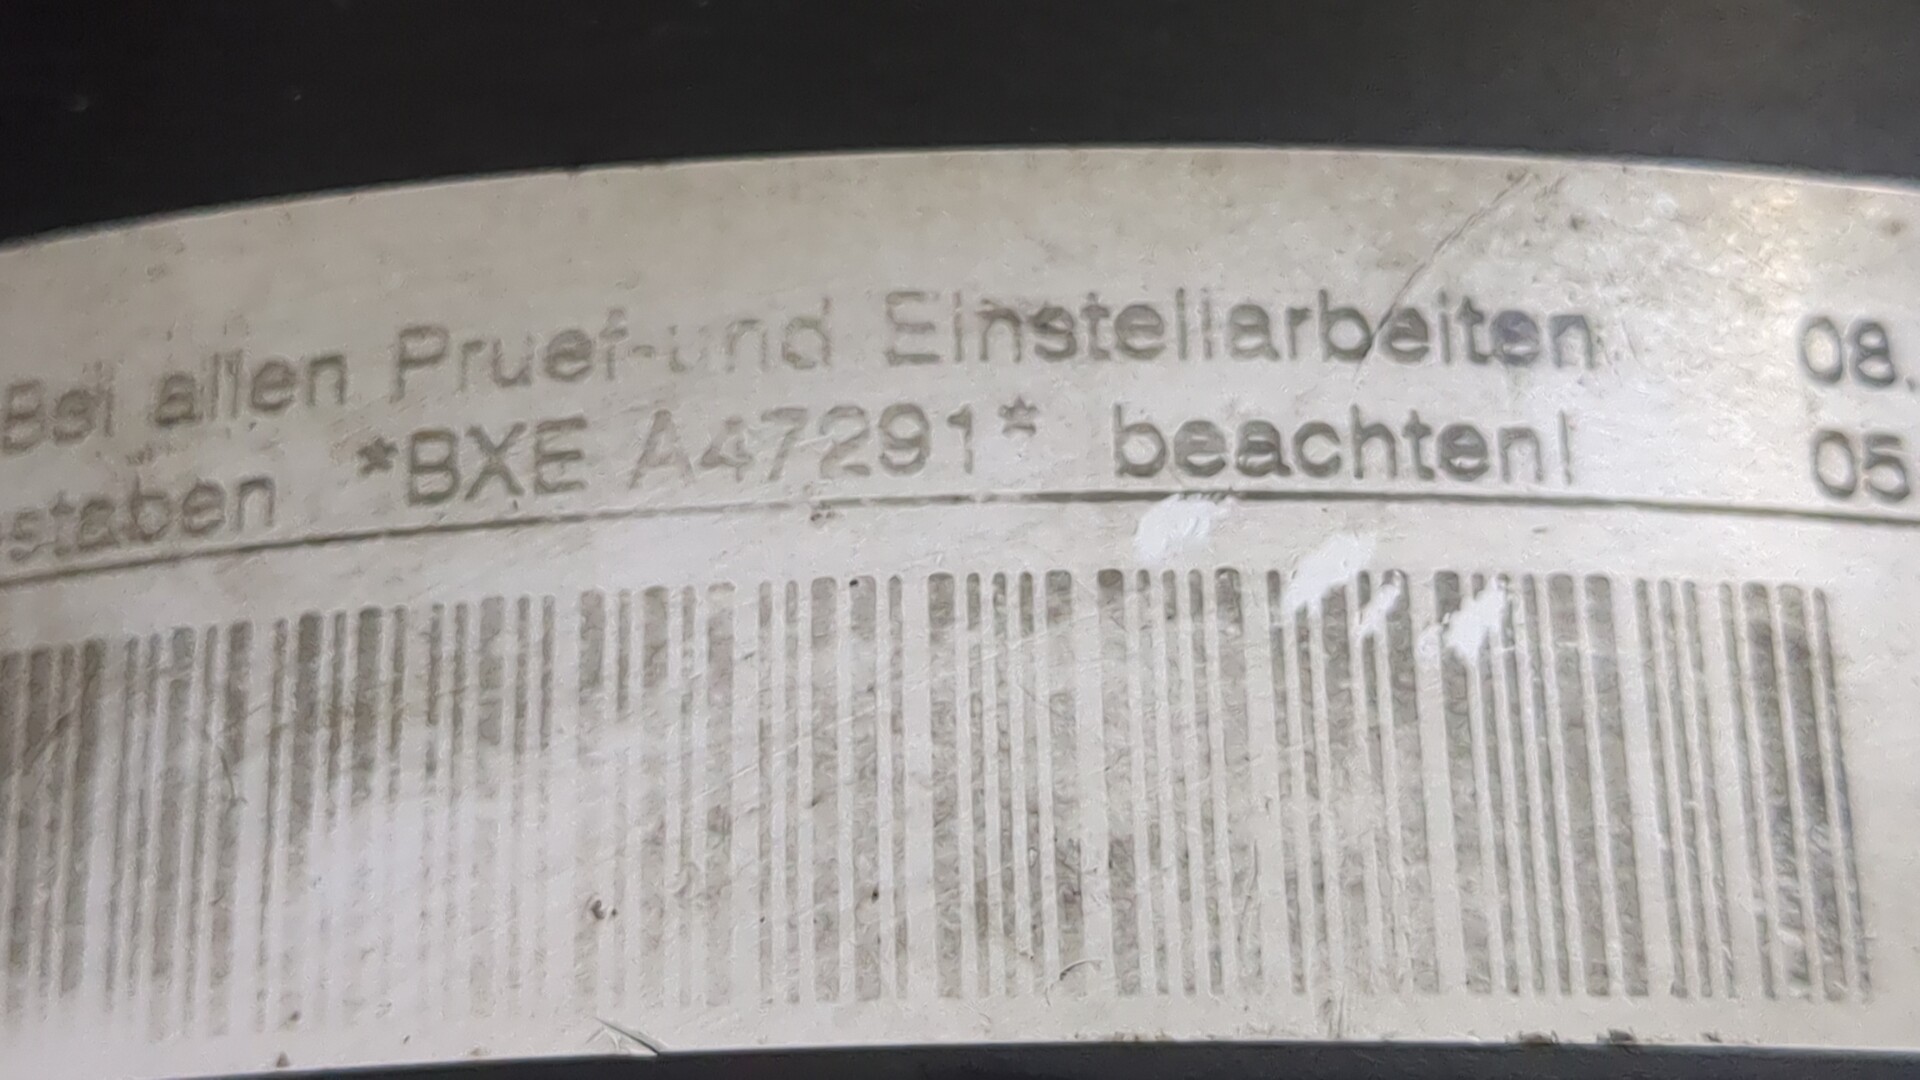 Bei allen Pruef-und Einstellarbeiten 08.
staben *BXE A47291* beachten! 05